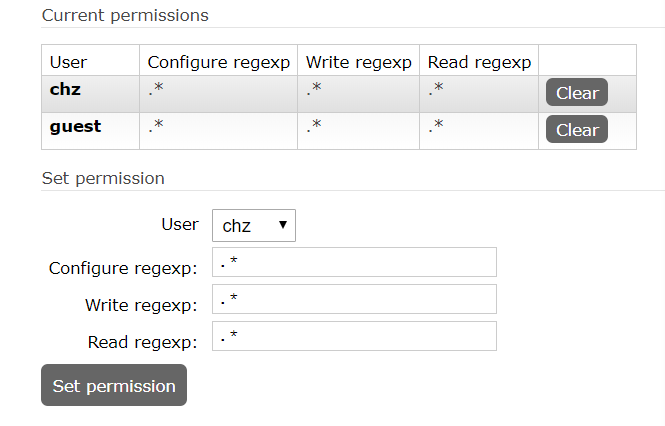 Current permissions
User Configure regexp Write regexp Read regexp
chz .* .* .* Clear
guest .* .* .* Clear
Set permission
User chz
Configure regexp: .*
Write regexp: .*
Read regexp: .*
Set permission